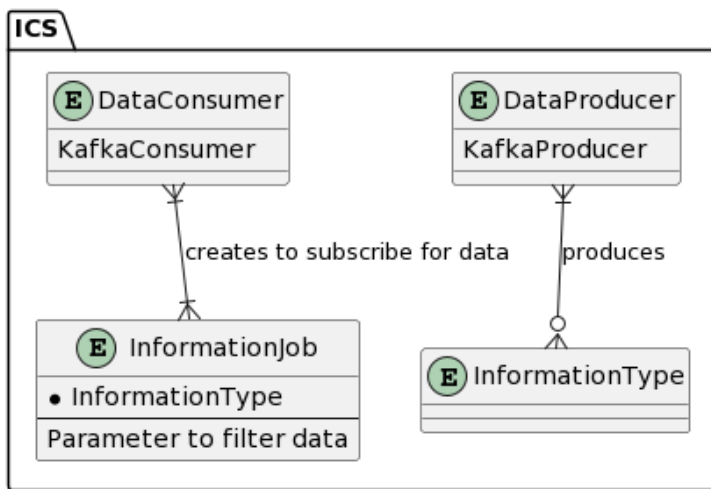 ICS
E DataConsumer
KafkaConsumer
E DataProducer
KafkaProducer
creates to subscribe for data
produces
E InformationJob
InformationType
Parameter to filter data
E InformationType